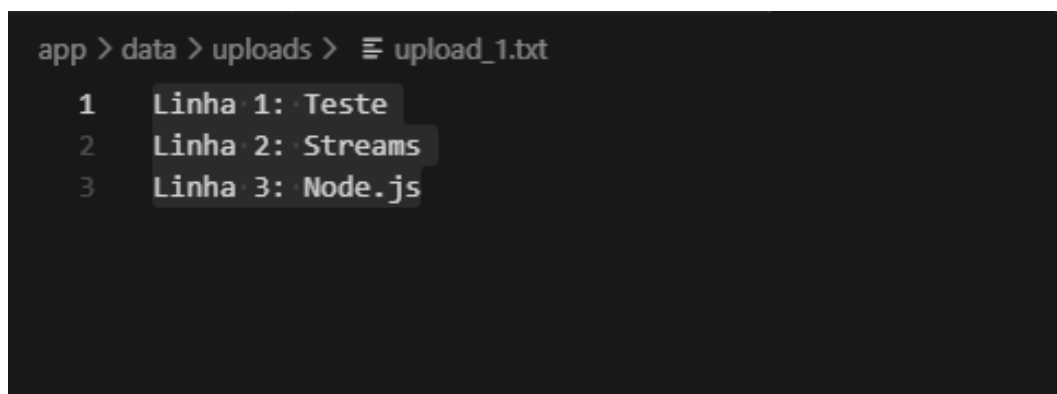 app > data > uploads > upload_1.txt
1 Linha 1: Teste
2 Linha 2: Streams
3 Linha 3: Node.js